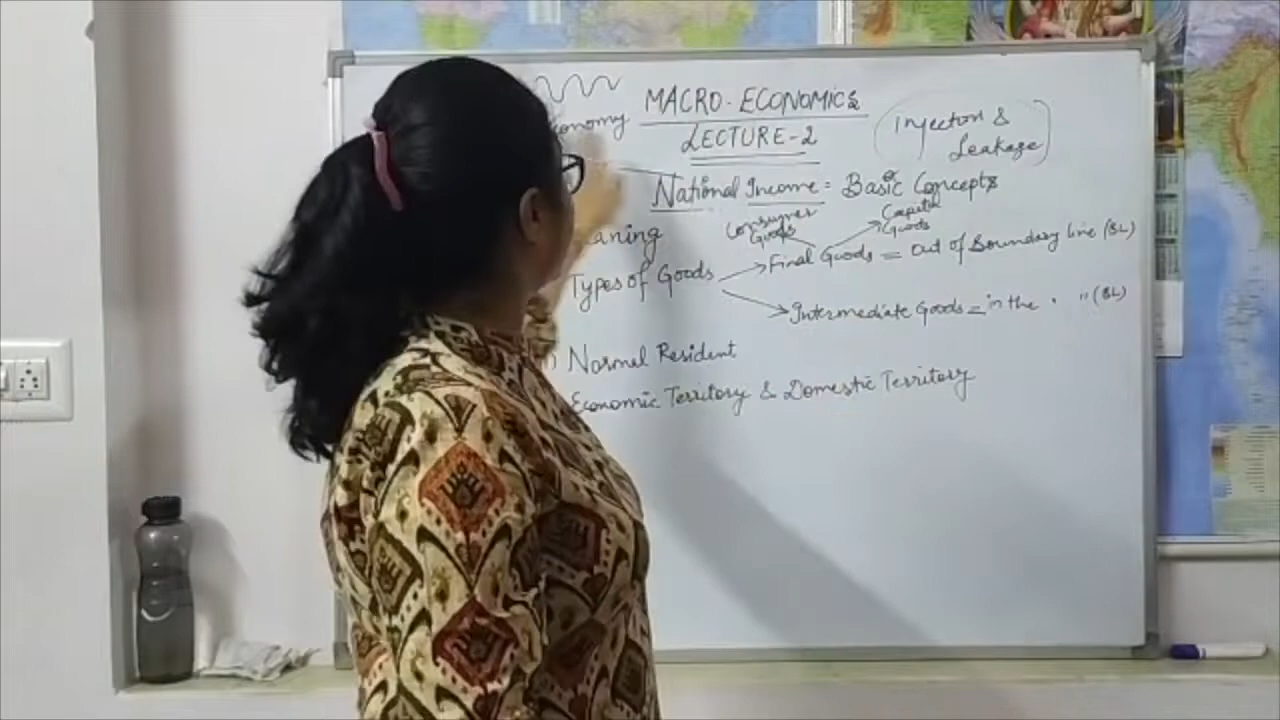 MACRO-ECONOMICS
LECTURE-2
Injection &
Leakage
National Income = Basic Concepts
Consumer
Goods
Capital
Goods
Types of Goods
Final Goods = Out of Boundary line (BL)
Intermediate Goods = in the " " (BL)
Normal Resident
Economic Territory & Domestic Territory